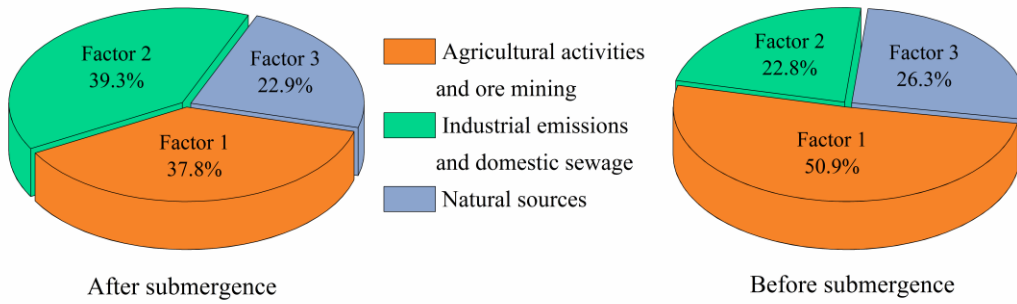 Factor 2
39.3%
Factor 3
22.9%
Factor 1
37.8%
After submergence
Agricultural activities
and ore mining
Industrial emissions
and domestic sewage
Natural sources
Factor 2
22.8%
Factor 3
26.3%
Factor 1
50.9%
Before submergence